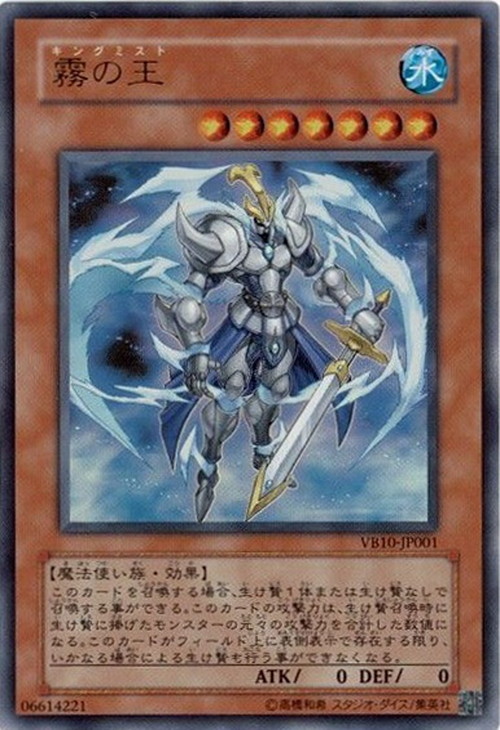 キングミスト
霧の王
水
VB10-JP001
【魔法使い族・効果】
このカードを召喚する場合、生け贄１体または生け贄なしで
召喚する事ができる。このカードの攻撃力は、生け贄召喚時に
生け贄に捧げたモンスターの元々の攻撃力を合計した数値に
なる。このカードがフィールド上に表側表示で存在する限り、
いかなる場合による生け贄も行う事ができなくなる。
ATK/ 0 DEF/ 0
06614221 ©高橋和希 スタジオ・ダイス/集英社